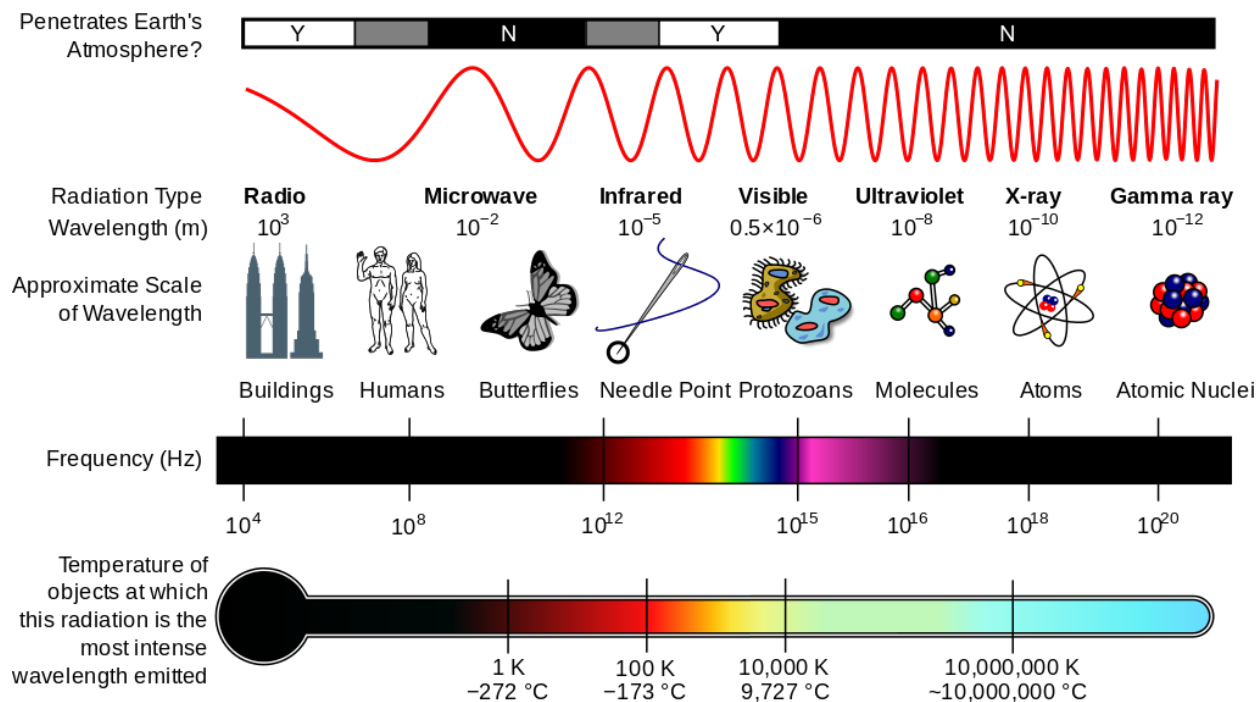 Penetrates Earth's
Atmosphere?
Y N Y N
Radiation Type
Radio Microwave Infrared Visible Ultraviolet X-ray Gamma ray
Wavelength (m)
10³ 10⁻² 10⁻⁵ 0.5×10⁻⁶ 10⁻⁸ 10⁻¹⁰ 10⁻¹²
Approximate Scale
of Wavelength
Buildings Humans Butterflies Needle Point Protozoans Molecules Atoms Atomic Nuclei
Frequency (Hz)
10⁴ 10⁸ 10¹² 10¹⁵ 10¹⁶ 10¹⁸ 10²⁰
Temperature of
objects at which
this radiation is the
most intense
wavelength emitted
1 K 100 K 10,000 K 10,000,000 K
−272 °C −173 °C 9,727 °C ~10,000,000 °C